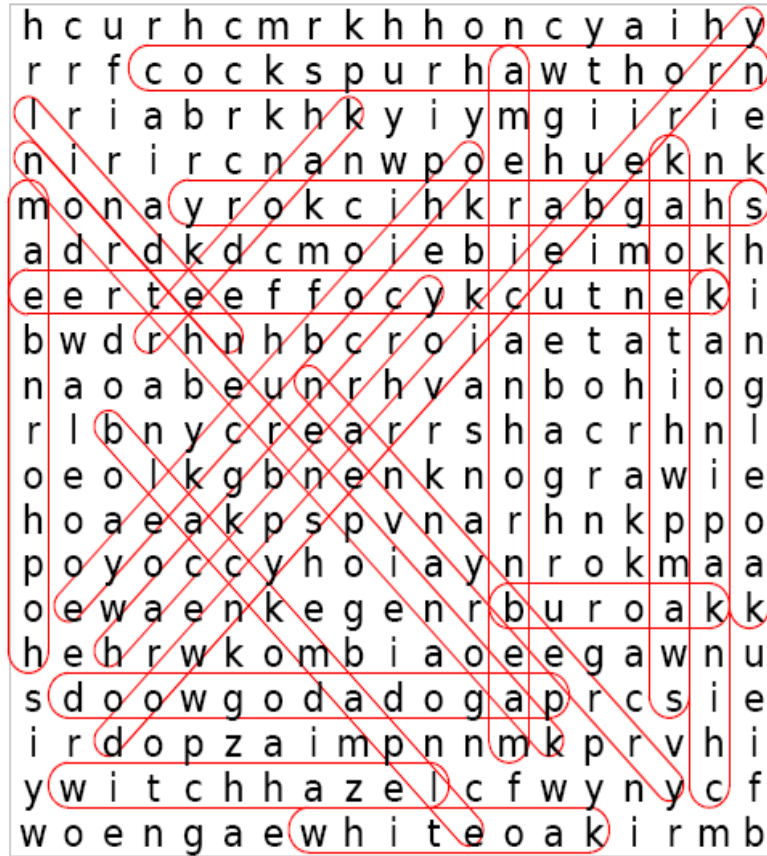 h c u r h c m r k h h o n c y a i h y
r r f c o c k s p u r h a w t h o r n
l r i a b r k h k y i y m g i i r i e
n i r i r c n a n w p o e h u e k n k
m o n a y r o k c i h k r a b g a h s
a d r d k d c m o i e b i e i m o k h
e e r t e e f f o c y k c u t n e k i
b w d r h n h b c r o i a e t a t a n
n a o a b e u n r h v a n b o h i o g
r l b n y c r e a r r s h a c r h n l
o e o l k g b n e n k n o g r a w i e
h o a e a k p s p v n a r h n k p p o
p o y o c c y h o i a y n r o k m a a
o e w a e n k e g e n r b u r o a k k
h e h r w k o m b i a o e e g a w n u
s d o o w g o d a d o g a p r c s i e
i r d o p z a i m p n n m k p r v h i
y w i t c h h a z e l c f w y n y c f
w o e n g a e w h i t e o a k i r m b